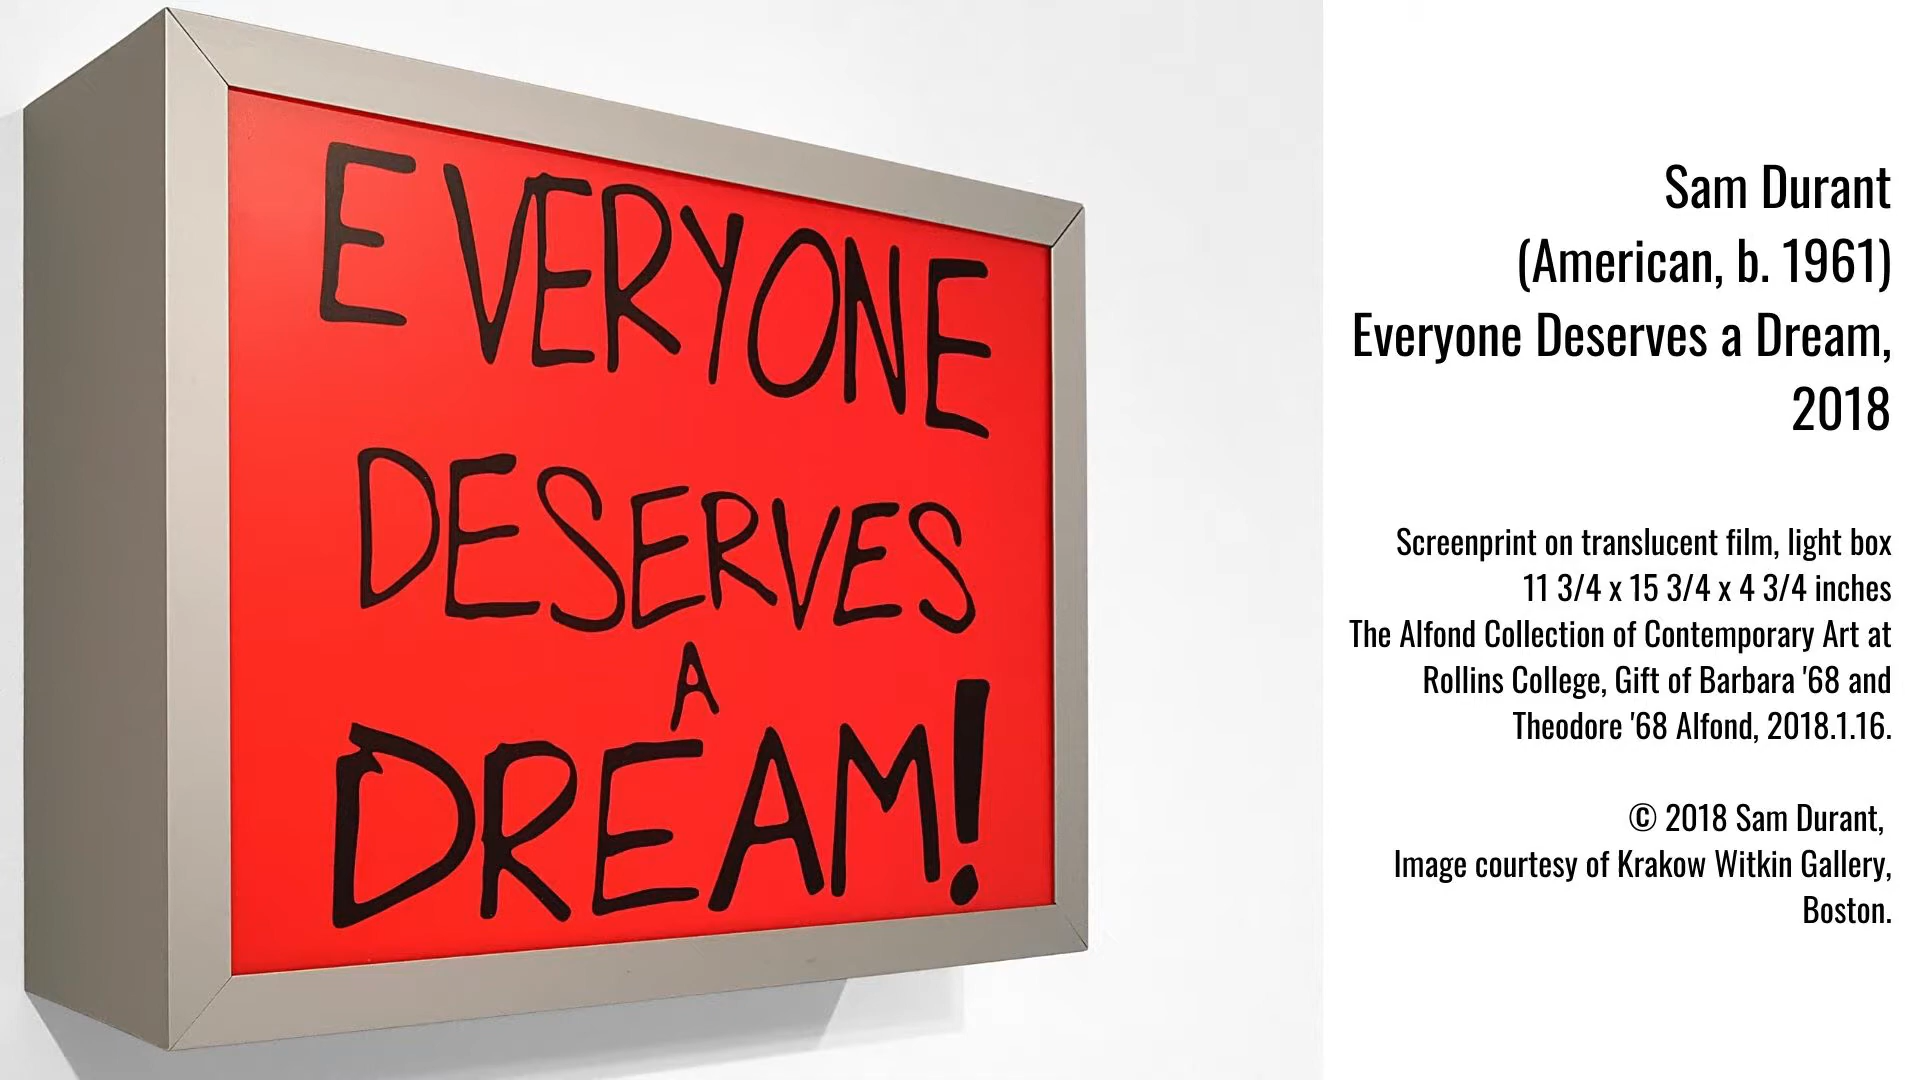 EVERYONE
DESERVES
A
DREAM!
Sam Durant
(American, b. 1961)
Everyone Deserves a Dream,
2018
Screenprint on translucent film, light box
11 3/4 x 15 3/4 x 4 3/4 inches
The Alfond Collection of Contemporary Art at
Rollins College, Gift of Barbara '68 and
Theodore '68 Alfond, 2018.1.16.
© 2018 Sam Durant,
Image courtesy of Krakow Witkin Gallery,
Boston.